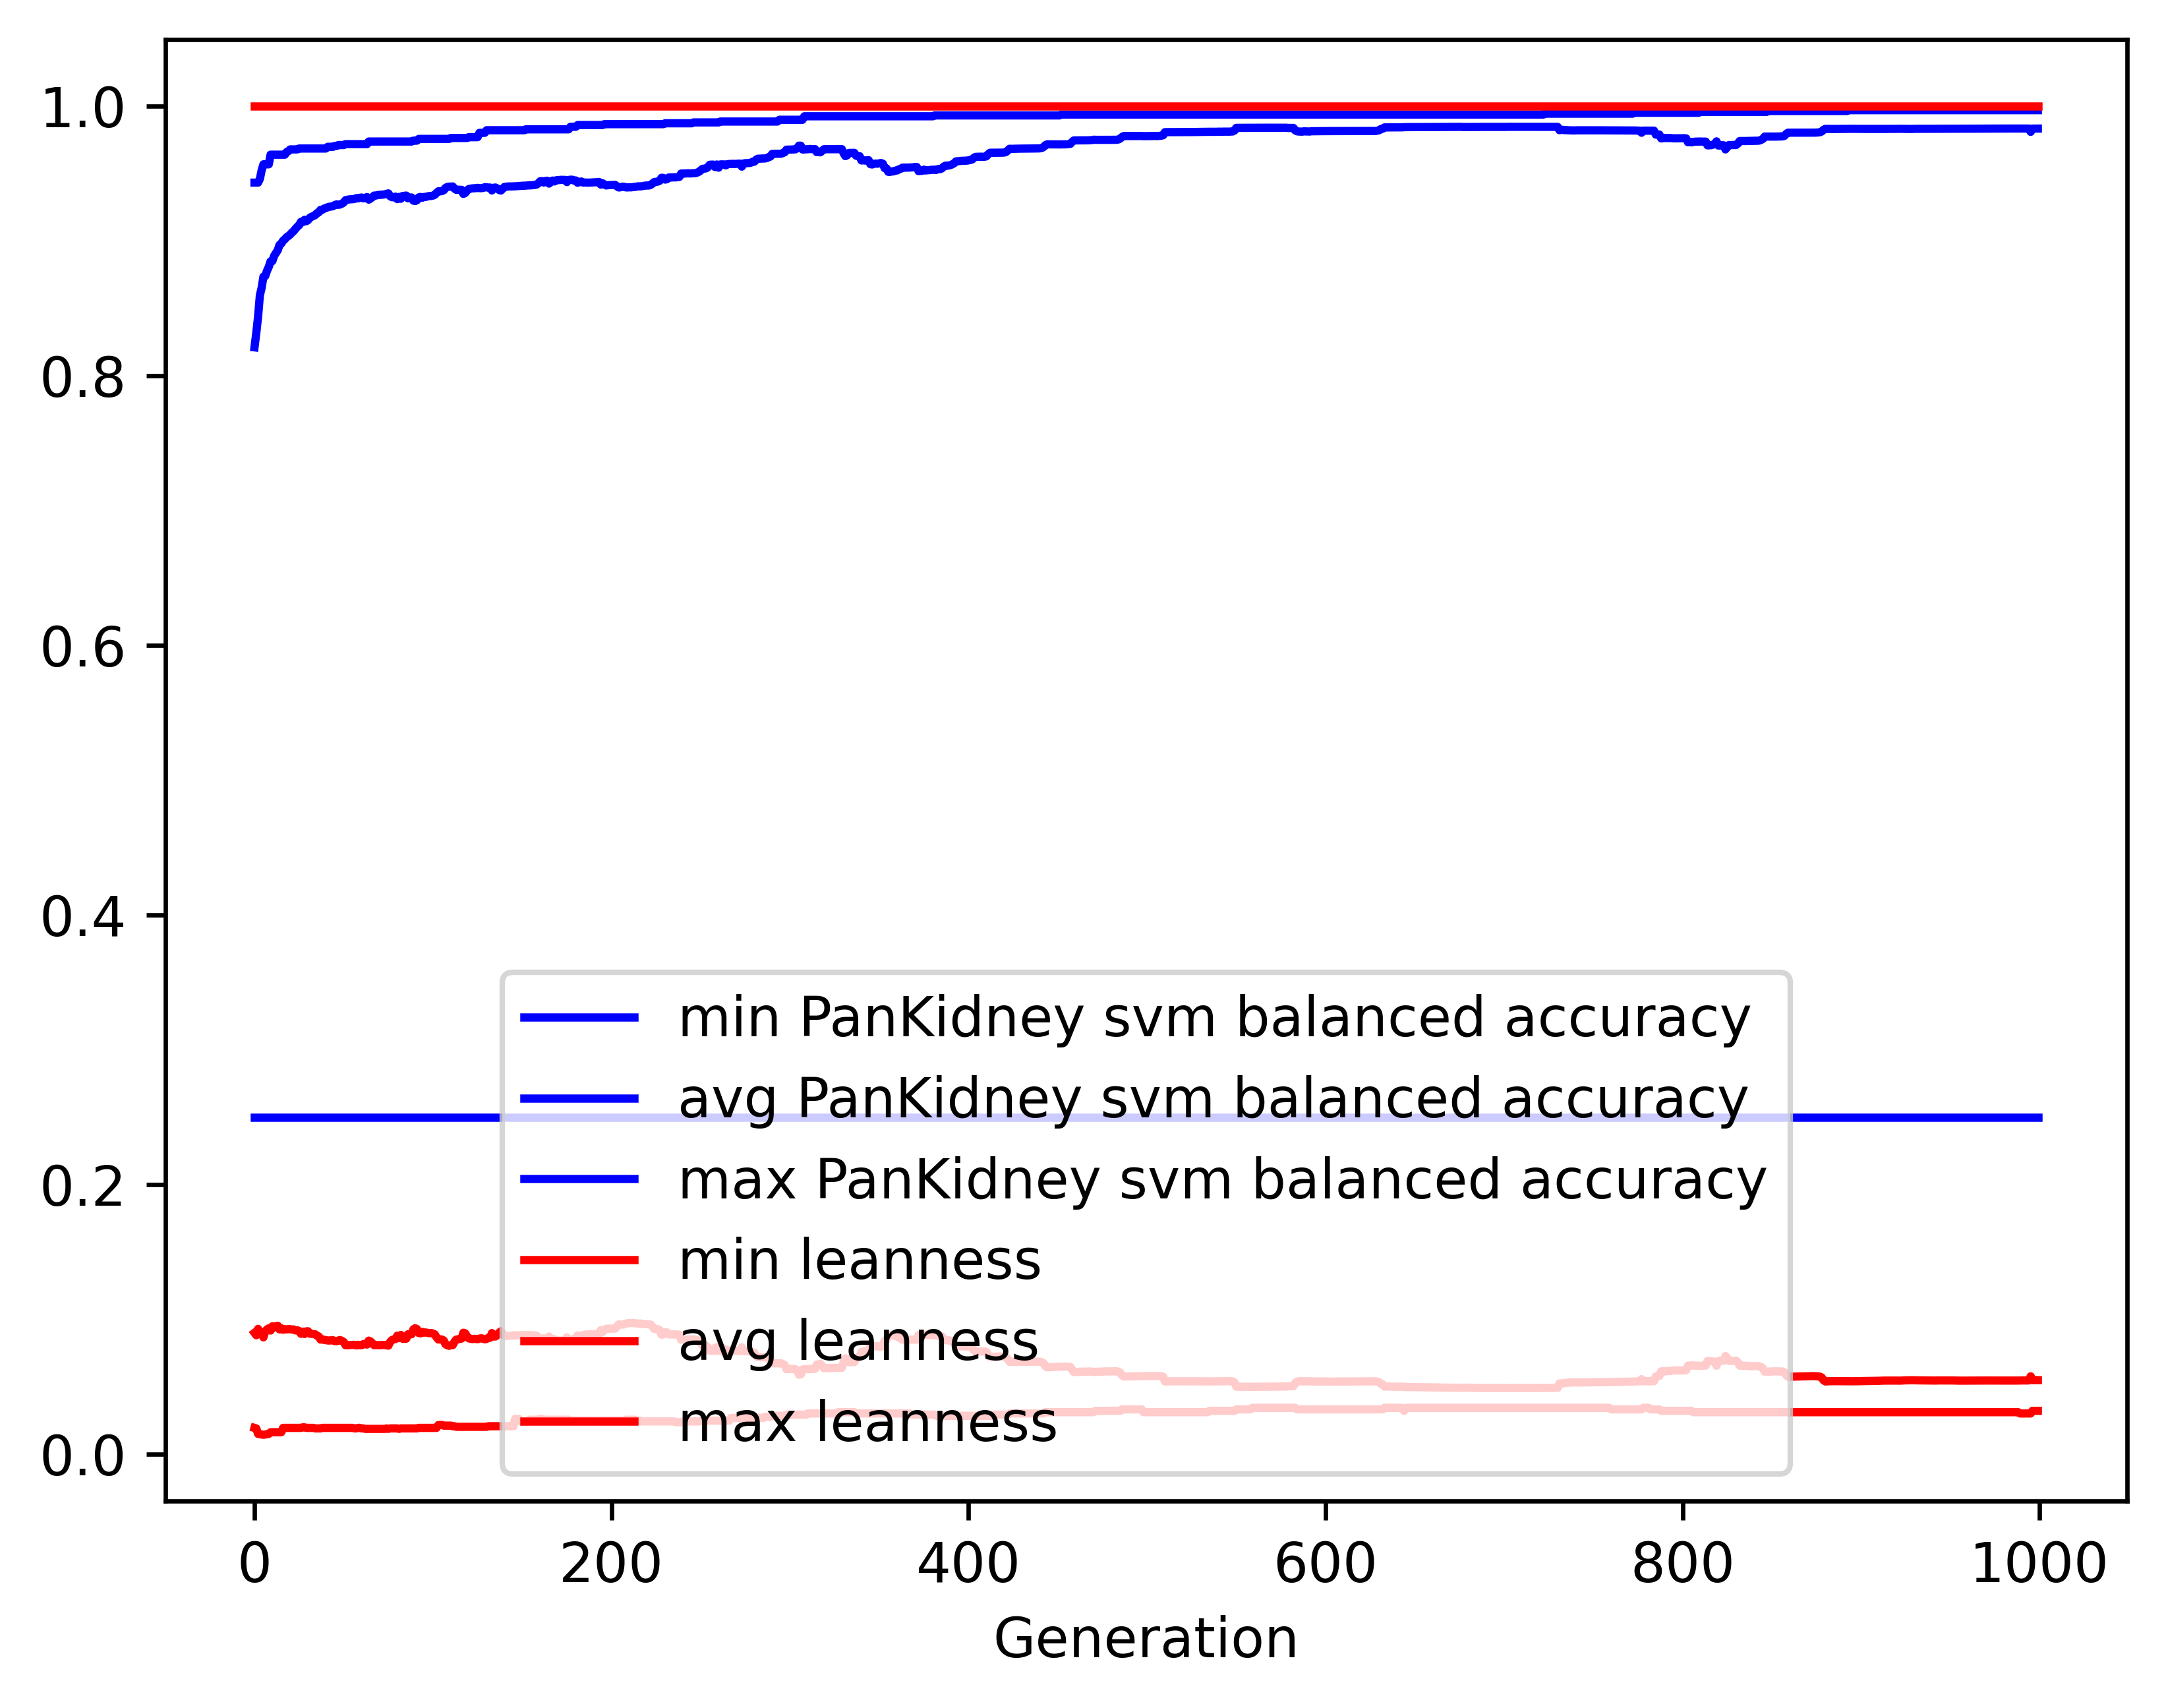 1.0
0.8
0.6
0.4
0.2
0.0
min PanKidney svm balanced accuracy
avg PanKidney svm balanced accuracy
max PanKidney svm balanced accuracy
min leanness
avg leanness
max leanness
0 200 400 600 800 1000
Generation